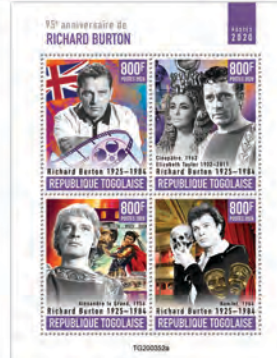 95e anniversaire de
RICHARD BURTON
POSTES
2020
800F
POSTES 2020
Richard Burton 1925-1984
REPUBLIQUE TOGOLAISE
800F
POSTES 2020
Cléopâtre, 1963
Elizabeth Taylor 1932-2011
Richard Burton 1925-1984
REPUBLIQUE TOGOLAISE
800F
POSTES 2020
Alexandre le Grand, 1956
Richard Burton 1925-1984
REPUBLIQUE TOGOLAISE
800F
POSTES 2020
Hamlet, 1964
Richard Burton 1925-1984
REPUBLIQUE TOGOLAISE
TG200353a